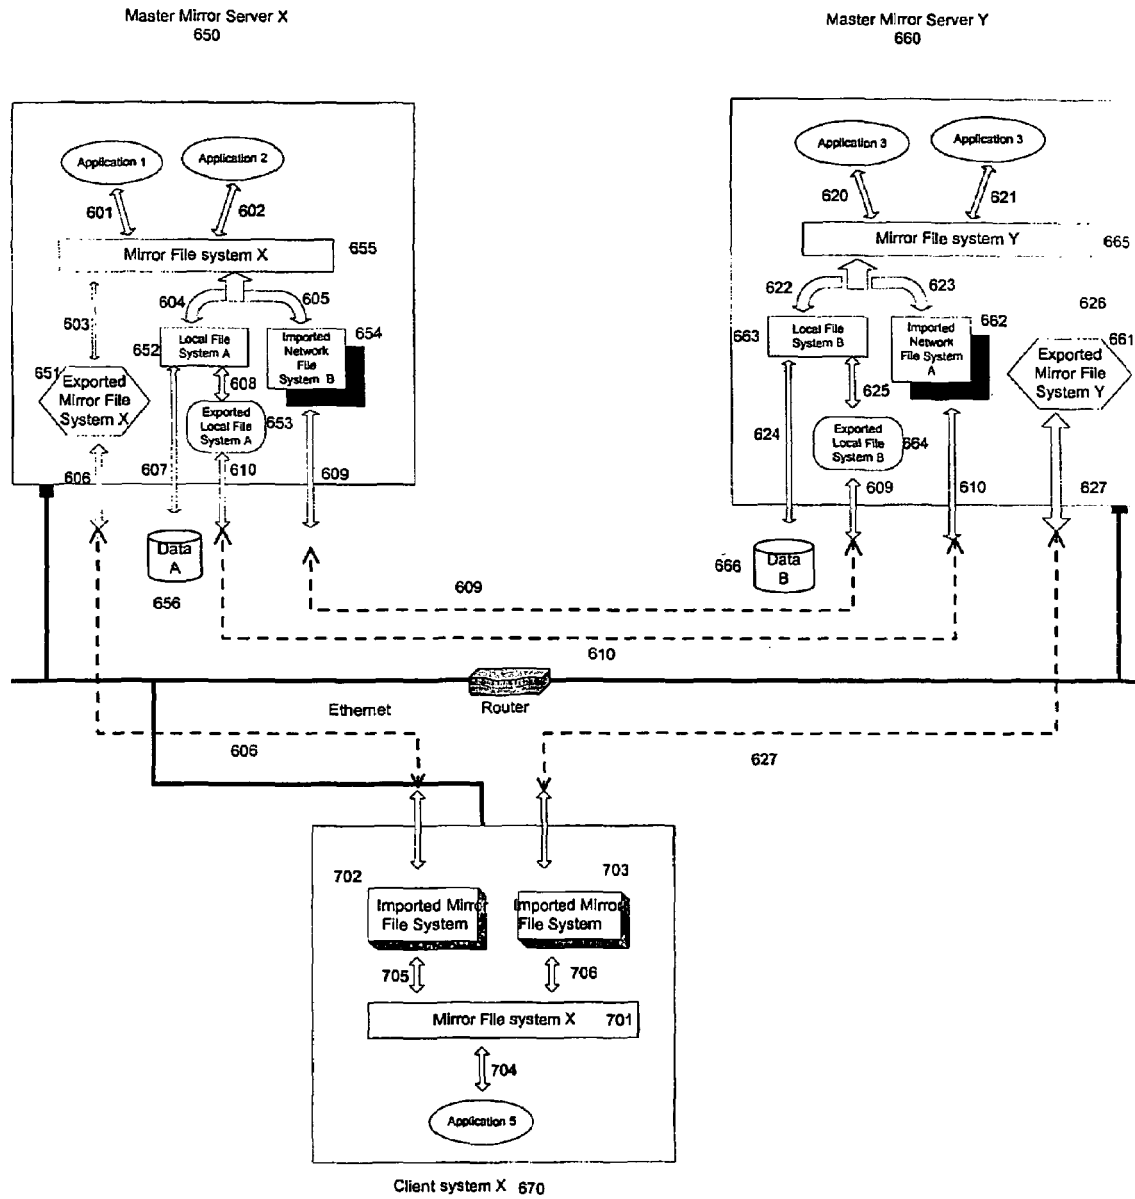 Master Mirror Server X
650
Master Mirror Server Y
660
Application 1
Application 2
601
602
Mirror File system X
655
603
604
605
652
Local File
System A
Imported
Network
File
System B
654
651
Exported
Mirror File
System X
608
Exported
Local File
System A
653
606
607
610
609
Data
A
656
Application 3
Application 3
620
621
Mirror File system Y
665
622
623
626
663
Local File
System B
Imported
Network
File System
A
662
661
Exported
Mirror File
System Y
625
624
Exported
Local File
System B
664
609
610
627
666
Data
B
609
610
Ethernet
Router
606
627
702
703
Imported Mirror
File System
Imported Mirror
File System
705
706
Mirror File system X
701
704
Application 5
Client system X 670